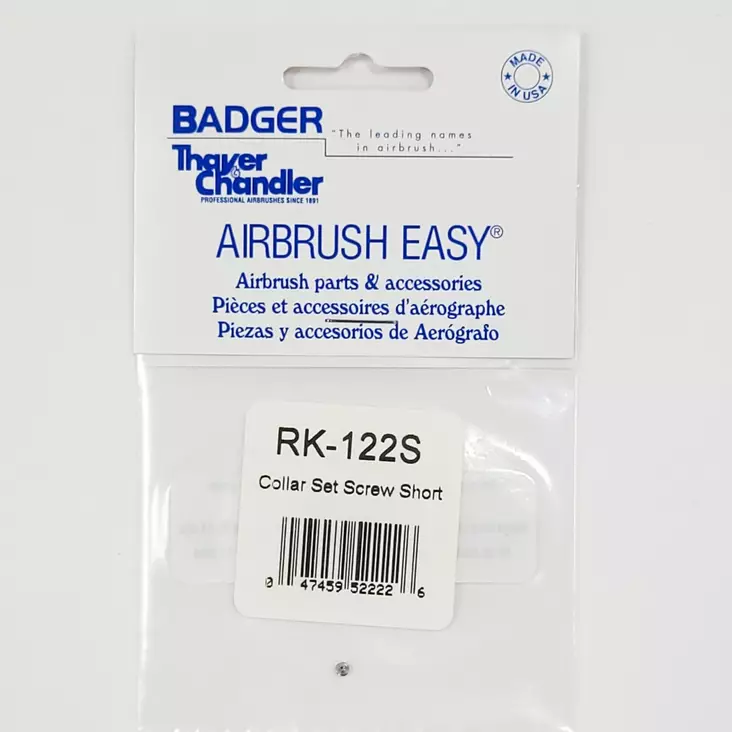 MADE
IN USA
BADGER
"The leading names
in airbrush..."
Thayer
&
Chandler
PROFESSIONAL AIRBRUSHES SINCE 1891
AIRBRUSH EASY®
Airbrush parts & accessories
Pièces et accessoires d'aérographe
Piezas y accesorios de Aerógrafo
RK-122S
Collar Set Screw Short
0 47459 52222 6